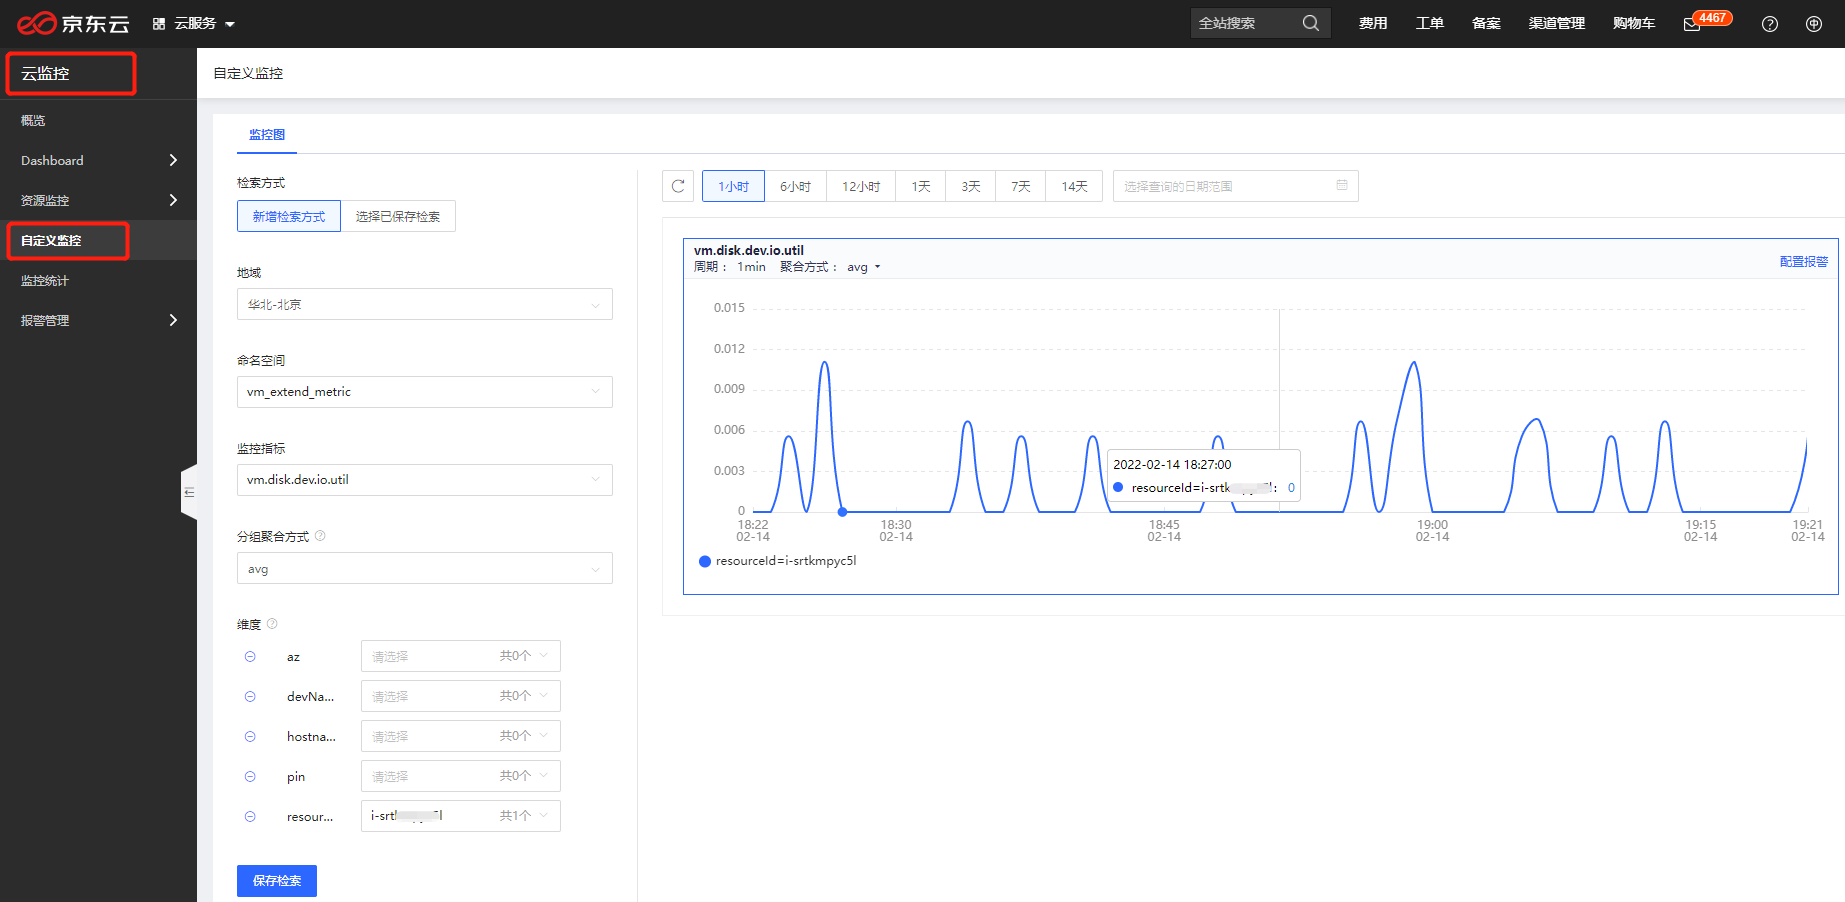 京东云
云服务
全站搜索
费用
工单
备案
渠道管理
购物车
4467
云监控
概览
Dashboard
资源监控
自定义监控
监控统计
报警管理
自定义监控
监控图
检索方式
新增检索方式
选择已保存检索
地域
华北-北京
命名空间
vm_extend_metric
监控指标
vm.disk.dev.io.util
分组聚合方式
avg
维度
az 请选择 共0个
devNa... 请选择 共0个
hostna... 请选择 共0个
pin 请选择 共0个
resour... i-srt 共1个
保存检索
1小时 6小时 12小时 1天 3天 7天 14天 选择查询的日期范围
vm.disk.dev.io.util
周期： 1min 聚合方式： avg
配置报警
0.015
0.012
0.009
0.006
0.003
0
2022-02-14 18:27:00
resourceId=i-srtk : 0
18:22 18:30 18:45 19:00 19:15 19:21
02-14 02-14 02-14 02-14 02-14 02-14
resourceId=i-srtkmpyc5l